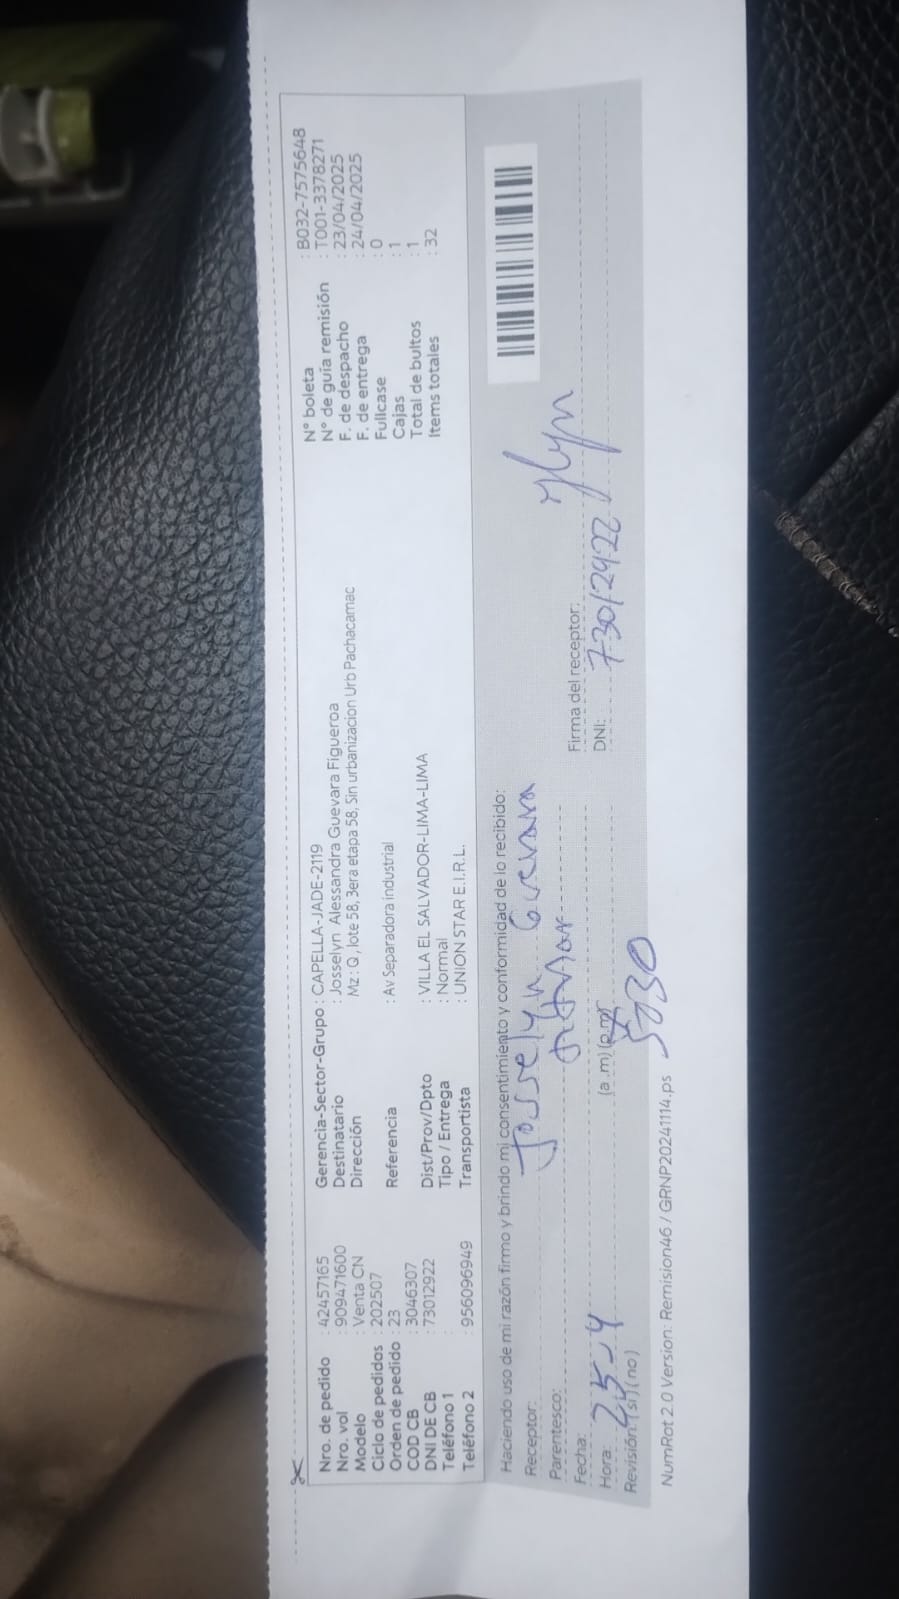 Nro. de pedido : 42457165
Nro. vol : 909471600
Modelo : Venta CN
Ciclo de pedidos : 202507
Orden de pedido : 23
COD CB : 3046307
DNI DE CB : 73012922
Teléfono 1 :
Teléfono 2 : 956096949
Gerencia-Sector-Grupo : CAPELLA-JADE-2119
Destinatario : Josselyn Alessandra Guevara Figueroa
Dirección Mz: Q , lote 58, 3era etapa 58, Sin urbanizacion Urb Pachacamac
Referencia : Av Separadora industrial
Dist/Prov/Dpto : VILLA EL SALVADOR-LIMA-LIMA
Tipo / Entrega : Normal
Transportista : UNION STAR E.I.R.L.
N° boleta : B032-7575648
N° de guía remisión : T001-3378271
F. de despacho : 23/04/2025
F. de entrega : 24/04/2025
Fullcase : 0
Cajas : 1
Total de bultos : 1
Items totales : 32
Haciendo uso de mi razón firmo y brindo mi consentimiento y conformidad de lo recibido:
Receptor: Josselyn Guevara
Parentesco: titular
Firma del receptor:
Fecha: 25-4
DNI:
Hora: (a .m) (p.m) 5030
Revisión: (si) (no)
NumRot 2.0 Version: Remision46 / GRNP20241114.ps